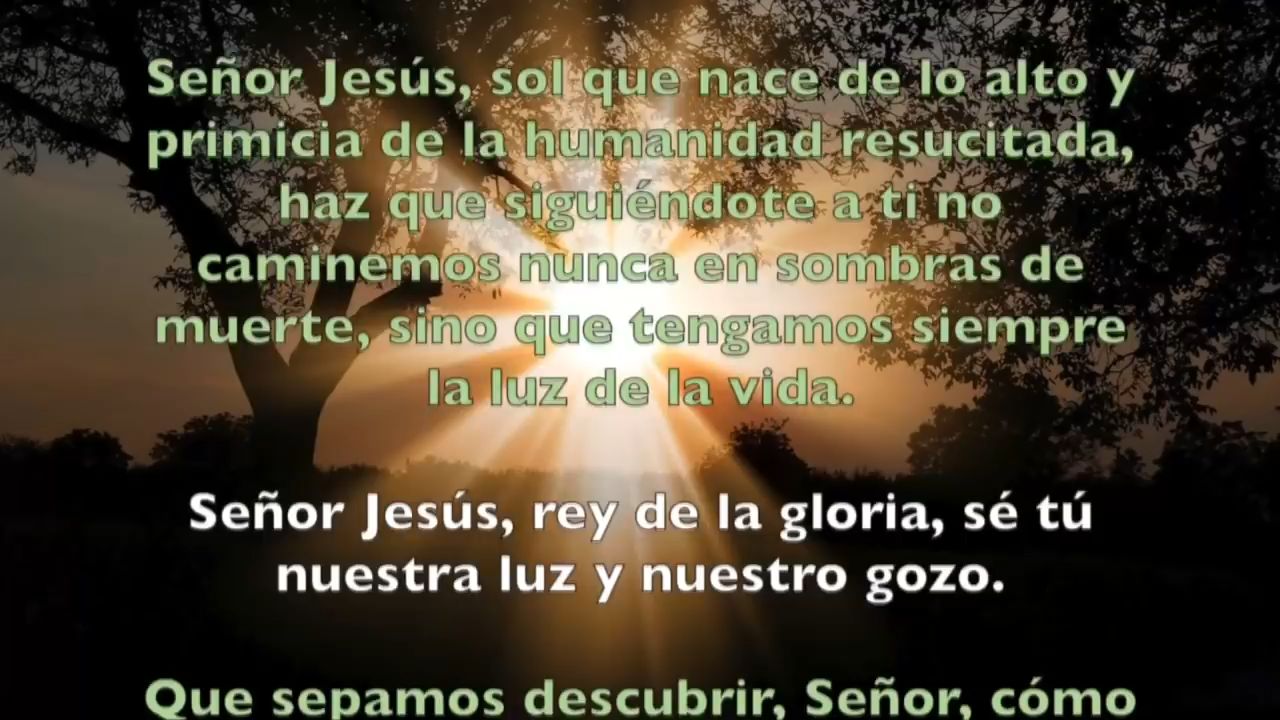 Señor Jesús, sol que nace de lo alto y
primicia de la humanidad resucitada,
haz que siguiéndote a ti no
caminemos nunca en sombras de
muerte, sino que tengamos siempre
la luz de la vida.
Señor Jesús, rey de la gloria, sé tú
nuestra luz y nuestro gozo.
Que sepamos descubrir, Señor, cómo